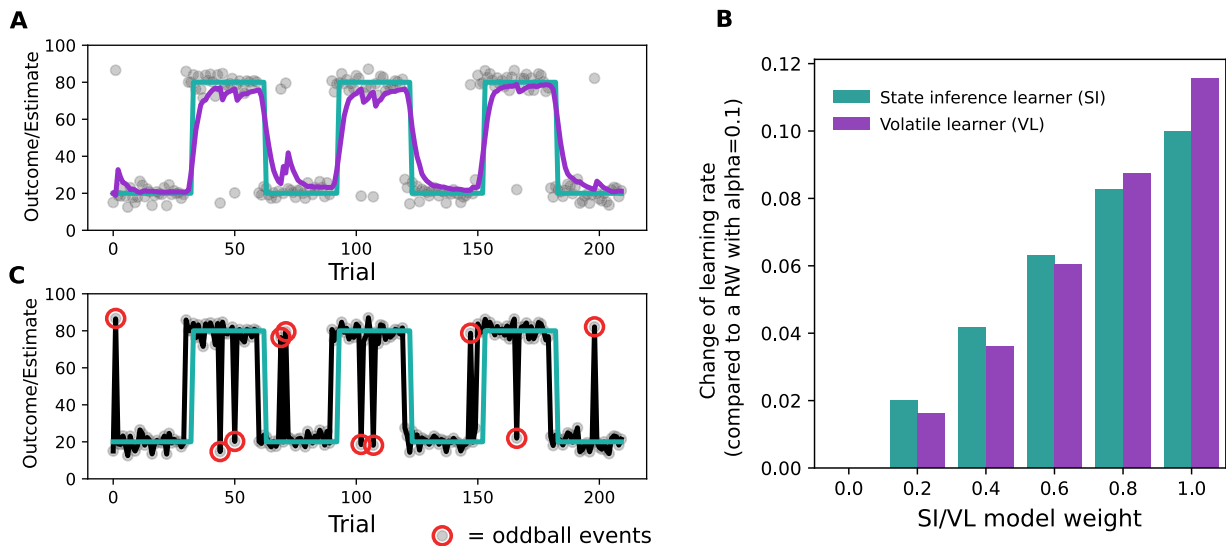 A
Outcome/Estimate
100
80
60
40
20
0
0 50 100 150 200
Trial
C
Outcome/Estimate
100
80
60
40
20
0
0 50 100 150 200
Trial
= oddball events
B
Change of learning rate
(compared to a RW with alpha=0.1)
0.12
0.10
0.08
0.06
0.04
0.02
0.00
State inference learner (SI)
Volatile learner (VL)
0.0 0.2 0.4 0.6 0.8 1.0
SI/VL model weight